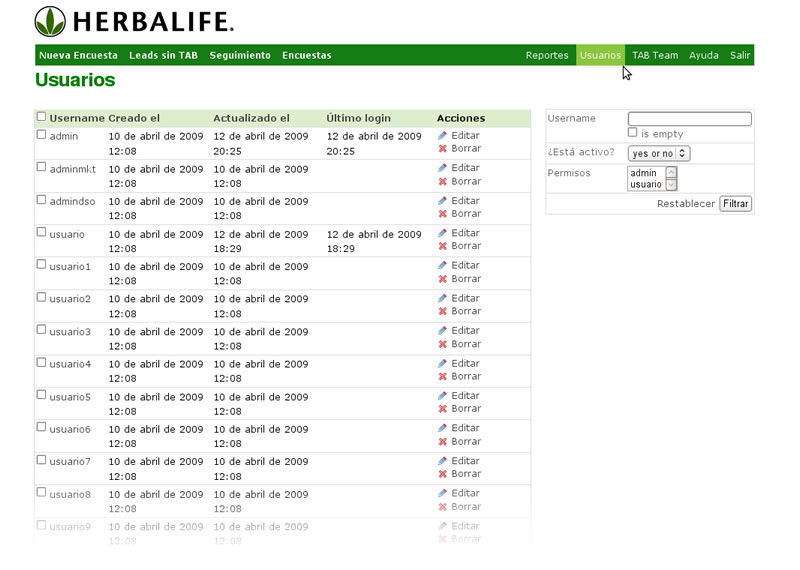 HERBALIFE.
Nueva Encuesta Leads sin TAB Seguimiento Encuestas Reportes Usuarios TAB Team Ayuda Salir
Usuarios
Username Creado el Actualizado el Último login Acciones
admin 10 de abril de 2009 12 de abril de 2009 12 de abril de 2009 Editar
12:08 20:25 20:25 Borrar
adminmkt 10 de abril de 2009 10 de abril de 2009 Editar
12:08 12:08 Borrar
admindso 10 de abril de 2009 10 de abril de 2009 Editar
12:08 12:08 Borrar
usuario 10 de abril de 2009 12 de abril de 2009 12 de abril de 2009 Editar
12:08 18:29 18:29 Borrar
usuario1 10 de abril de 2009 10 de abril de 2009 Editar
12:08 12:08 Borrar
usuario2 10 de abril de 2009 10 de abril de 2009 Editar
12:08 12:08 Borrar
usuario3 10 de abril de 2009 10 de abril de 2009 Editar
12:08 12:08 Borrar
usuario4 10 de abril de 2009 10 de abril de 2009 Editar
12:08 12:08 Borrar
usuario5 10 de abril de 2009 10 de abril de 2009 Editar
12:08 12:08 Borrar
usuario6 10 de abril de 2009 10 de abril de 2009 Editar
12:08 12:08 Borrar
usuario7 10 de abril de 2009 10 de abril de 2009 Editar
12:08 12:08 Borrar
usuario8 10 de abril de 2009 10 de abril de 2009 Editar
12:08 12:08 Borrar
usuario9 10 de abril de 2009 10 de abril de 2009 Editar
12:08 12:08 Borrar
Username
is empty
¿Está activo? yes or no
Permisos admin
usuario
Restablecer Filtrar